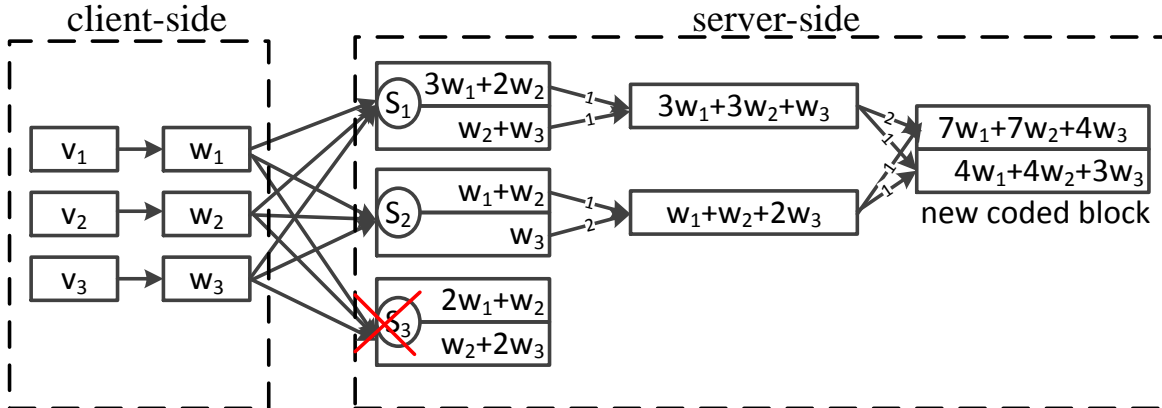 client-side
server-side
v₁
w₁
v₂
w₂
v₃
w₃
S₁
3w₁+2w₂
w₂+w₃
S₂
w₁+w₂
w₃
S₃
2w₁+w₂
w₂+2w₃
1
1
3w₁+3w₂+w₃
1
2
w₁+w₂+2w₃
2
1
1
1
7w₁+7w₂+4w₃
4w₁+4w₂+3w₃
new coded block